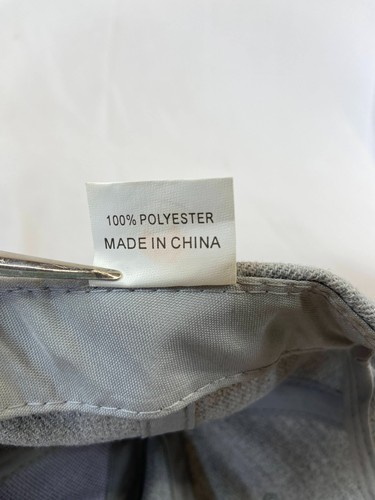 100% POLYESTER
MADE IN CHINA